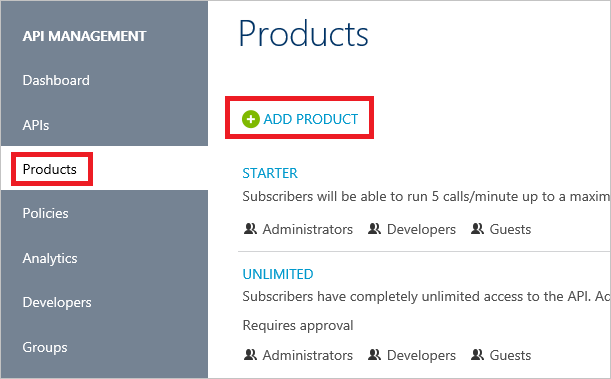 API MANAGEMENT
Dashboard
APIs
Products
Policies
Analytics
Developers
Groups
Products
ADD PRODUCT
STARTER
Subscribers will be able to run 5 calls/minute up to a maxim
Administrators Developers Guests
UNLIMITED
Subscribers have completely unlimited access to the API. Ad
Requires approval
Administrators Developers Guests